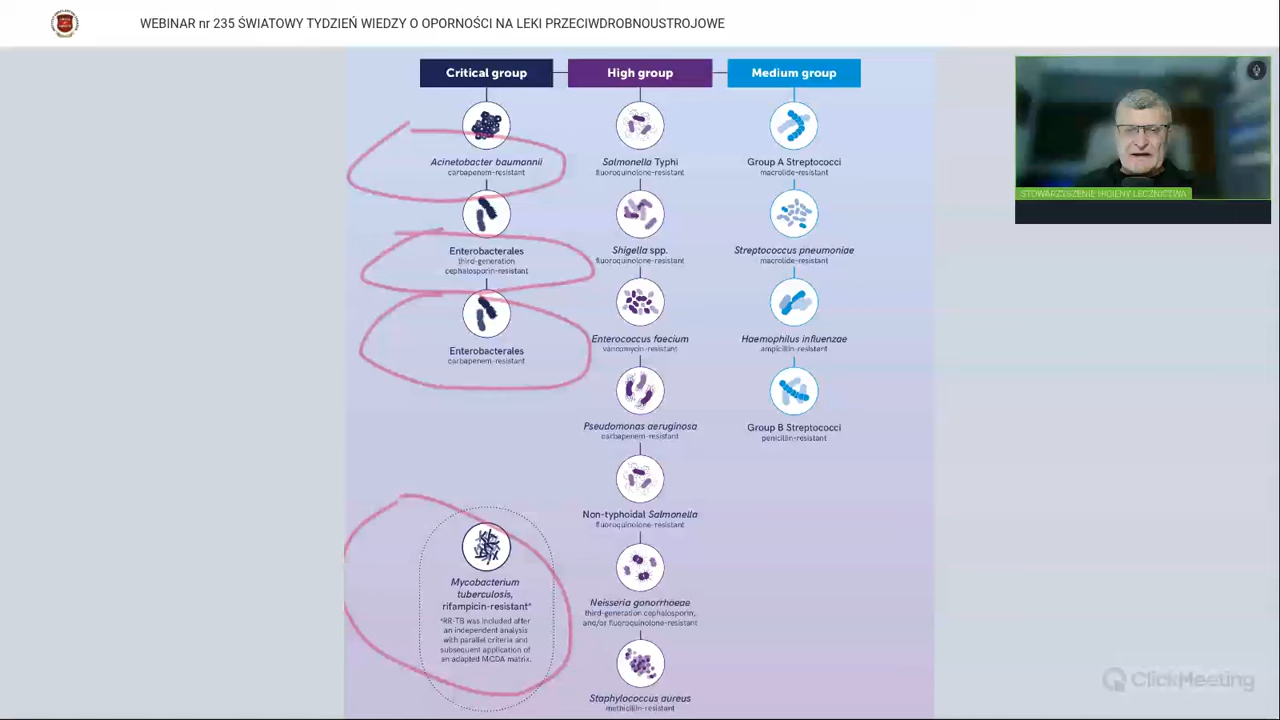 WEBINAR nr 235 ŚWIATOWY TYDZIEŃ WIEDZY O OPORNOŚCI NA LEKI PRZECIWDROBNOUSTROJOWE
Critical group
Acinetobacter baumannii
carbapenem-resistant
Enterobacterales
third-generation
cephalosporin-resistant
Enterobacterales
carbapenem-resistant
Mycobacterium
tuberculosis,
rifampicin-resistant*
*RR-TB was included after
an independent analysis
with parallel criteria and
subsequent application of
an adapted MCDA matrix.
High group
Salmonella Typhi
fluoroquinolone-resistant
Shigella spp.
fluoroquinolone-resistant
Enterococcus faecium
vancomycin-resistant
Pseudomonas aeruginosa
carbapenem-resistant
Non-typhoidal Salmonella
fluoroquinolone-resistant
Neisseria gonorrhoeae
third-generation cephalosporin,
and/or fluoroquinolone-resistant
Staphylococcus aureus
methicillin-resistant
Medium group
Group A Streptococci
macrolide-resistant
Streptococcus pneumoniae
macrolide-resistant
Haemophilus influenzae
ampicillin-resistant
Group B Streptococci
penicillin-resistant
STOWARZYSZENIE HIGIENY LECZNICTWA
ClickMeeting